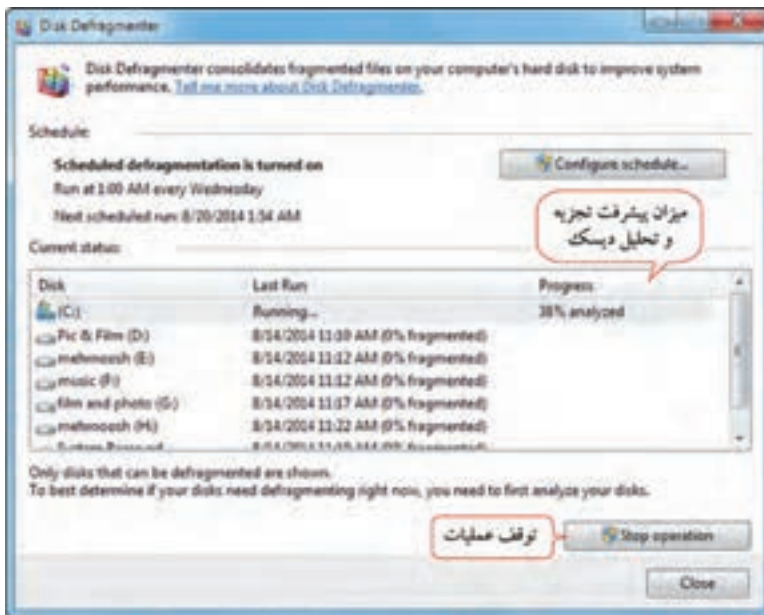 Disk Defragmenter
Disk Defragmenter consolidates fragmented files on your computer's hard disk to improve system
performance. Tell me more about Disk Defragmenter.
Schedule:
Scheduled defragmentation is turned on
Configure schedule...
Run at 1:00 AM every Wednesday
Next scheduled run: 8/20/2014 1:54 AM
میزان پیشرفت تجزیه
و تحلیل دیسک
Current status:
Disk Last Run Progress
(C:) Running... 38% analyzed
Pic & Film (D:) 8/14/2014 11:10 AM (0% fragmented)
mehrnoosh (E:) 8/14/2014 11:12 AM (0% fragmented)
music (F:) 8/14/2014 11:12 AM (0% fragmented)
film and photo (G:) 8/14/2014 11:17 AM (0% fragmented)
mehrnoosh (H:) 8/14/2014 11:22 AM (0% fragmented)
System Reserved
Only disks that can be defragmented are shown.
To best determine if your disks need defragmenting right now, you need to first analyze your disks.
توقف عملیات
Stop operation
Close